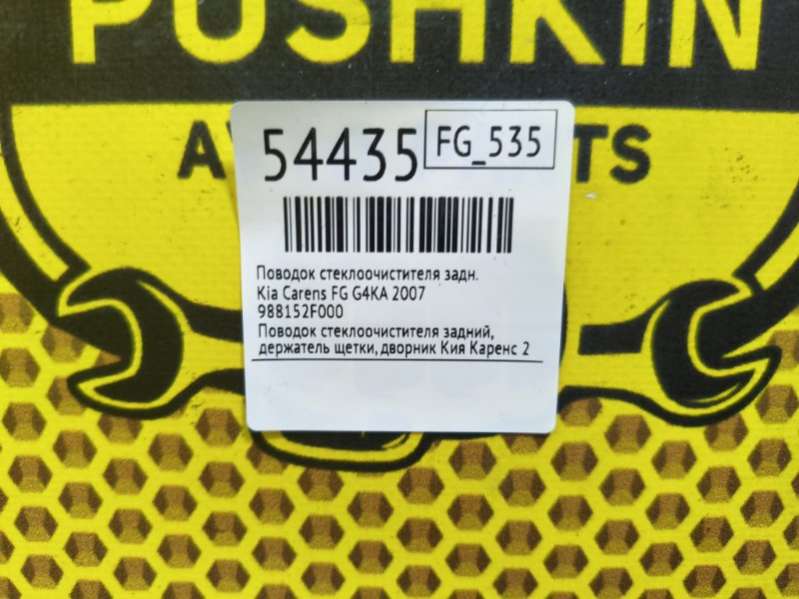 PUSHKIN
54435 FG_535
TS
Поводок стеклоочистителя задн.
Kia Carens FG G4KA 2007
988152F000
Поводок стеклоочистителя задний,
держатель щетки, дворник Кия Каренс 2